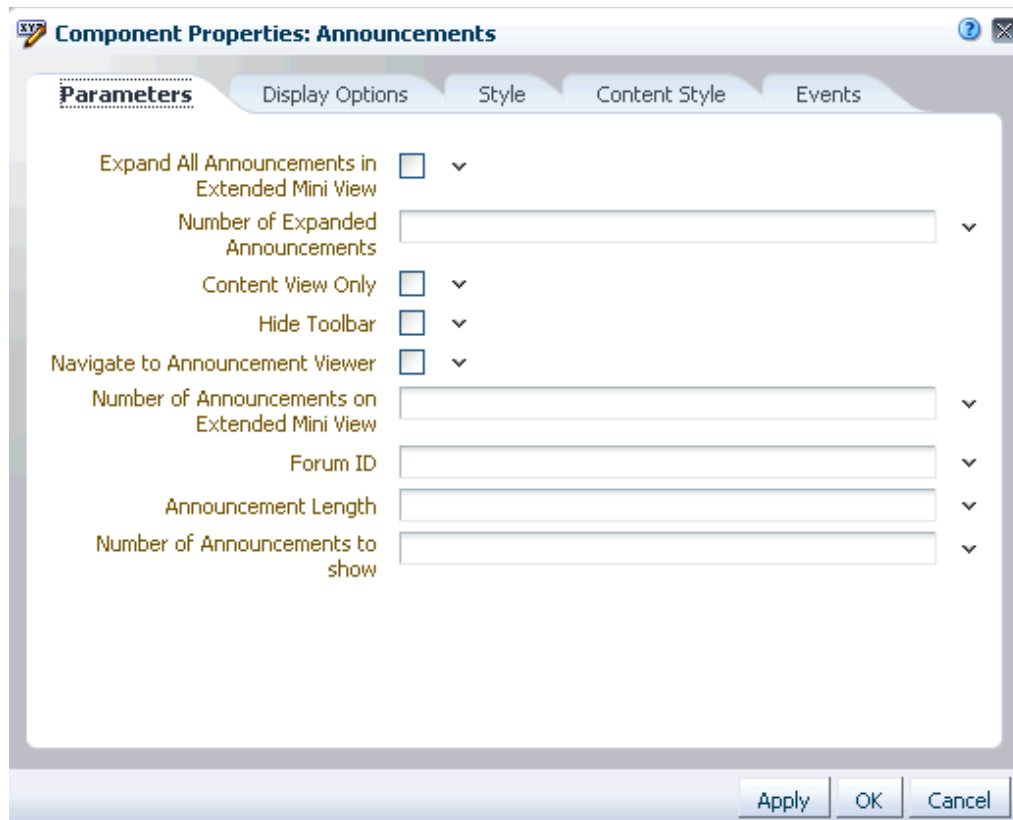 Component Properties: Announcements
Parameters
Display Options
Style
Content Style
Events
Expand All Announcements in
Extended Mini View
Number of Expanded
Announcements
Content View Only
Hide Toolbar
Navigate to Announcement Viewer
Number of Announcements on
Extended Mini View
Forum ID
Announcement Length
Number of Announcements to
show
Apply
OK
Cancel